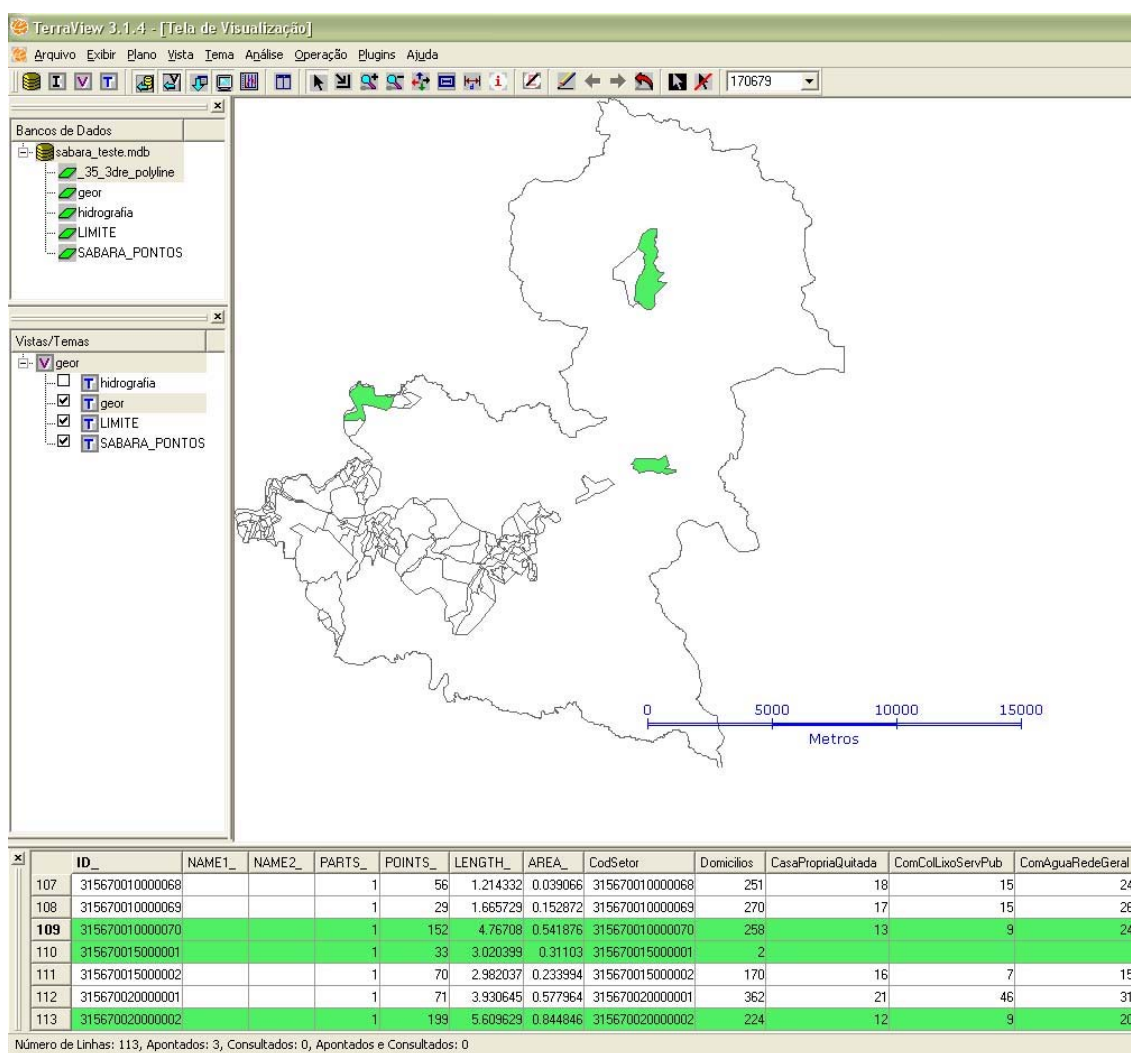 TerraView 3.1.4 - [Tela de Visualização]
Arquivo Exibir Plano Vista Tema Análise Operação Plugins Ajuda
I V T 170679
Bancos de Dados
sabara_teste.mdb
_35_3dre_polyline
geor
hidrografia
LIMITE
SABARA_PONTOS
Vistas/Temas
V geor
T hidrografia
T geor
T LIMITE
T SABARA_PONTOS
0 5000 10000 15000
Metros
ID_ NAME1_ NAME2_ PARTS_ POINTS_ LENGTH_ AREA_ CodSetor Domicilios CasaPropriaQuitada ComColLixoServPub ComAguaRedeGeral
107 315670010000068 1 56 1.214332 0.039066 315670010000068 251 18 15 24
108 315670010000069 1 29 1.665729 0.152872 315670010000069 270 17 15 26
109 315670010000070 1 152 4.76708 0.541876 315670010000070 258 13 9 24
110 315670015000001 1 33 3.020399 0.31103 315670015000001 2
111 315670015000002 1 70 2.982037 0.233994 315670015000002 170 16 7 15
112 315670020000001 1 71 3.930645 0.577964 315670020000001 362 21 46 31
113 315670020000002 1 199 5.609629 0.844846 315670020000002 224 12 9 20
Número de Linhas: 113, Apontados: 3, Consultados: 0, Apontados e Consultados: 0